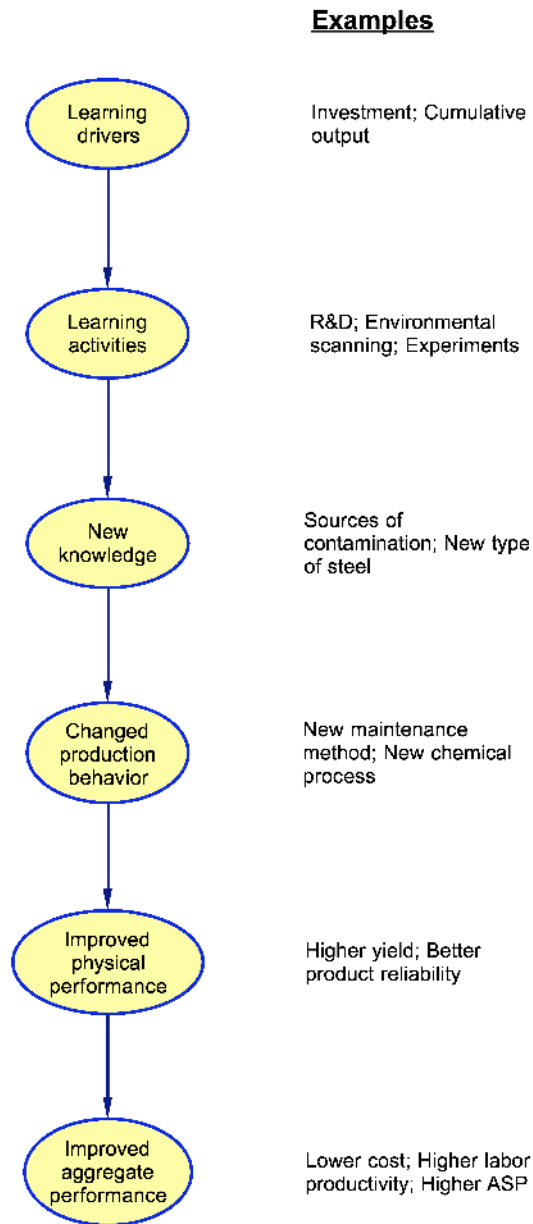 Examples
Learning
drivers
Investment; Cumulative
output
Learning
activities
R&D; Environmental
scanning; Experiments
New
knowledge
Sources of
contamination; New type
of steel
Changed
production
behavior
New maintenance
method; New chemical
process
Improved
physical
performance
Higher yield; Better
product reliability
Improved
aggregate
performance
Lower cost; Higher labor
productivity; Higher ASP